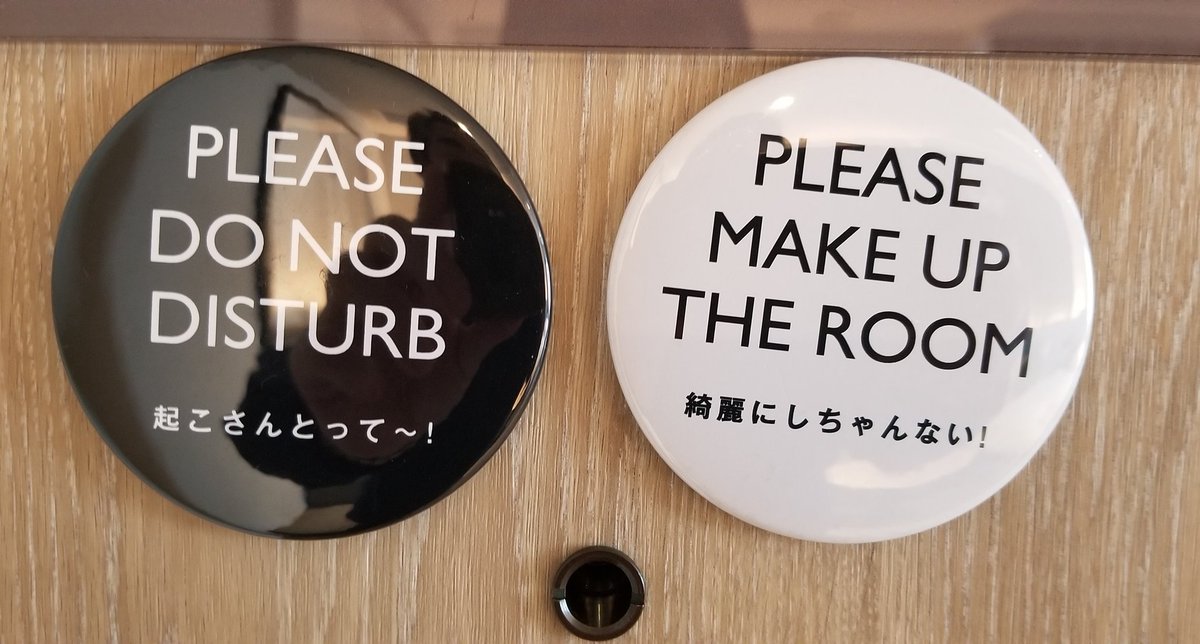 PLEASE
DO NOT
DISTURB
起こさんとって～!
PLEASE
MAKE UP
THE ROOM
綺麗にしちゃんない!